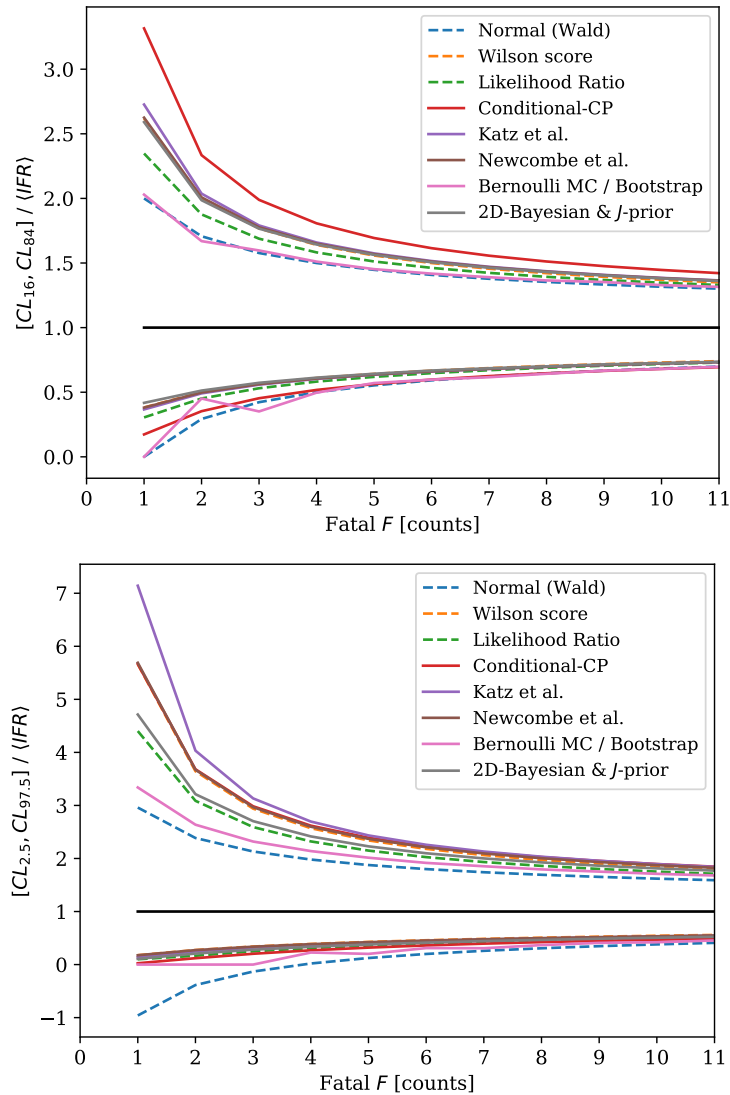 3.0
2.5
2.0
1.5
1.0
0.5
0.0
[CL16, CL84] / ⟨IFR⟩
Normal (Wald)
Wilson score
Likelihood Ratio
Conditional-CP
Katz et al.
Newcombe et al.
Bernoulli MC / Bootstrap
2D-Bayesian & J-prior
0 1 2 3 4 5 6 7 8 9 10 11
Fatal F [counts]
7
6
5
4
3
2
1
0
−1
[CL2.5, CL97.5] / ⟨IFR⟩
Normal (Wald)
Wilson score
Likelihood Ratio
Conditional-CP
Katz et al.
Newcombe et al.
Bernoulli MC / Bootstrap
2D-Bayesian & J-prior
0 1 2 3 4 5 6 7 8 9 10 11
Fatal F [counts]